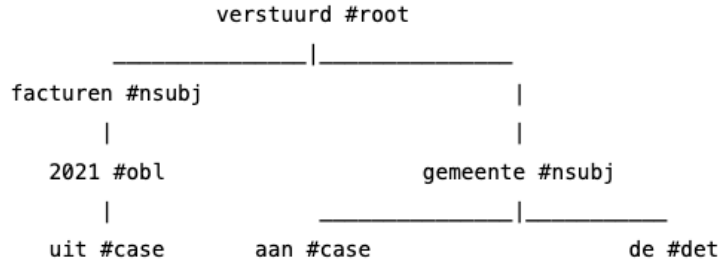 verstuurd #root
facturen #nsubj
2021 #obl gemeente #nsubj
uit #case aan #case de #det